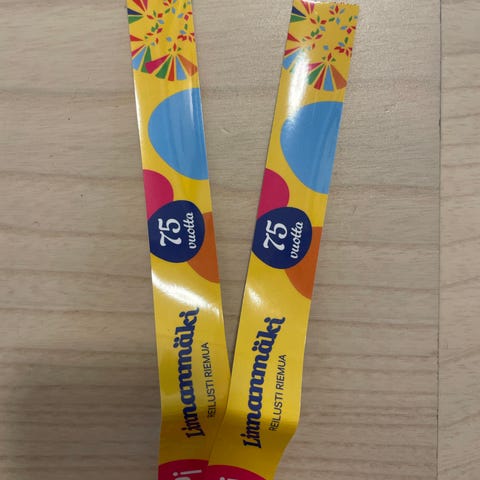 75
vuotta
Linnanmäki
REILUSTI RIEMUA
75
vuotta
Linnanmäki
REILUSTI RIEMUA